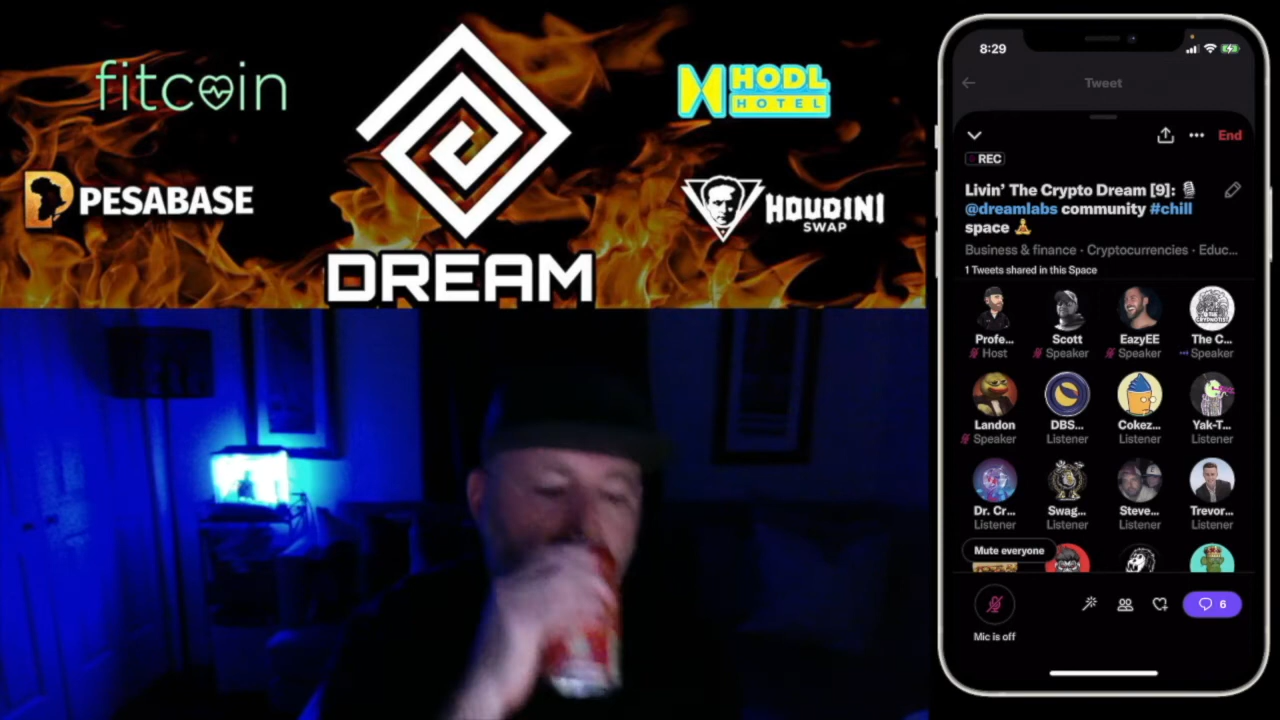 fitcoin
HODL
HOTEL
PESABASE
HOUDINI
SWAP
DREAM
8:29
Tweet
End
REC
Livin' The Crypto Dream [9]:
@dreamlabs community #chill
space
Business & finance · Cryptocurrencies · Educ...
1 Tweets shared in this Space
Profe... Scott EazyEE The C...
Host Speaker Speaker Speaker
Landon DBS... Cokez... Yak-T...
Speaker Listener Listener Listener
Dr. Cr... Swag... Steve... Trevor...
Listener Listener Listener Listener
Mute everyone
6
Mic is off